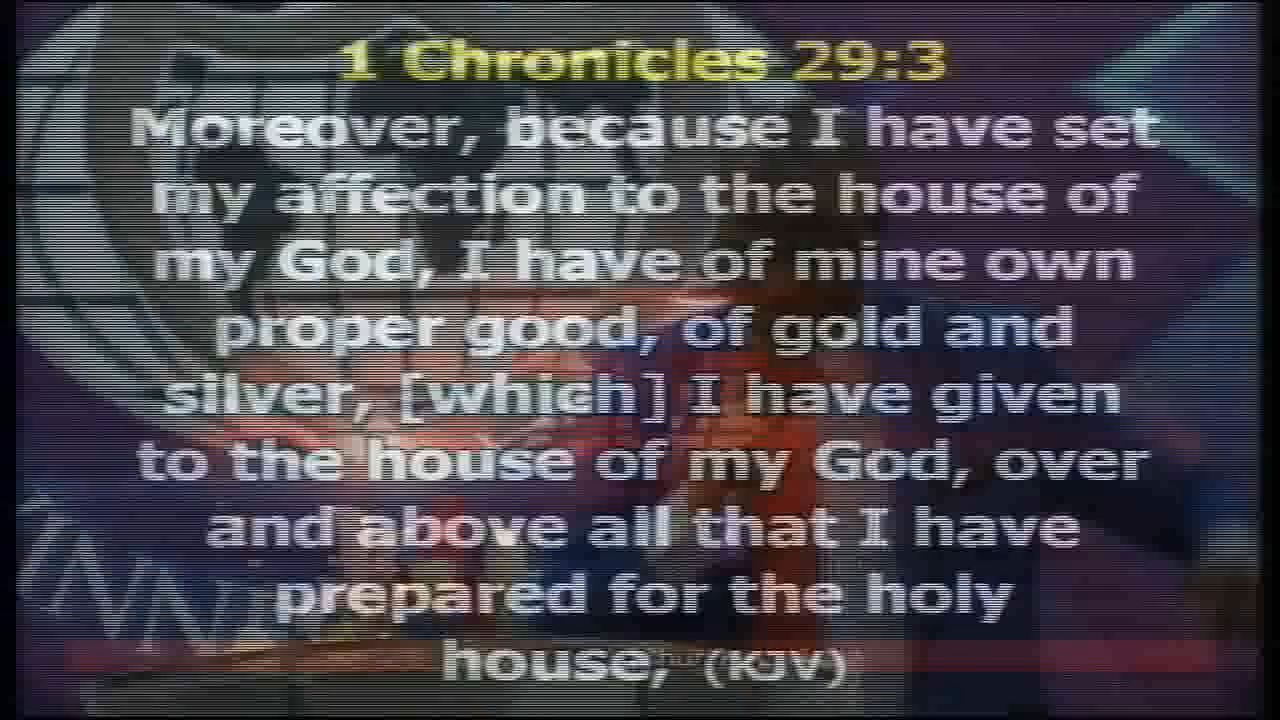 1 Chronicles 29:3
Moreover, because I have set
my affection to the house of
my God, I have of mine own
proper good, of gold and
silver, [which] I have given
to the house of my God, over
and above all that I have
prepared for the holy
house, (KJV)